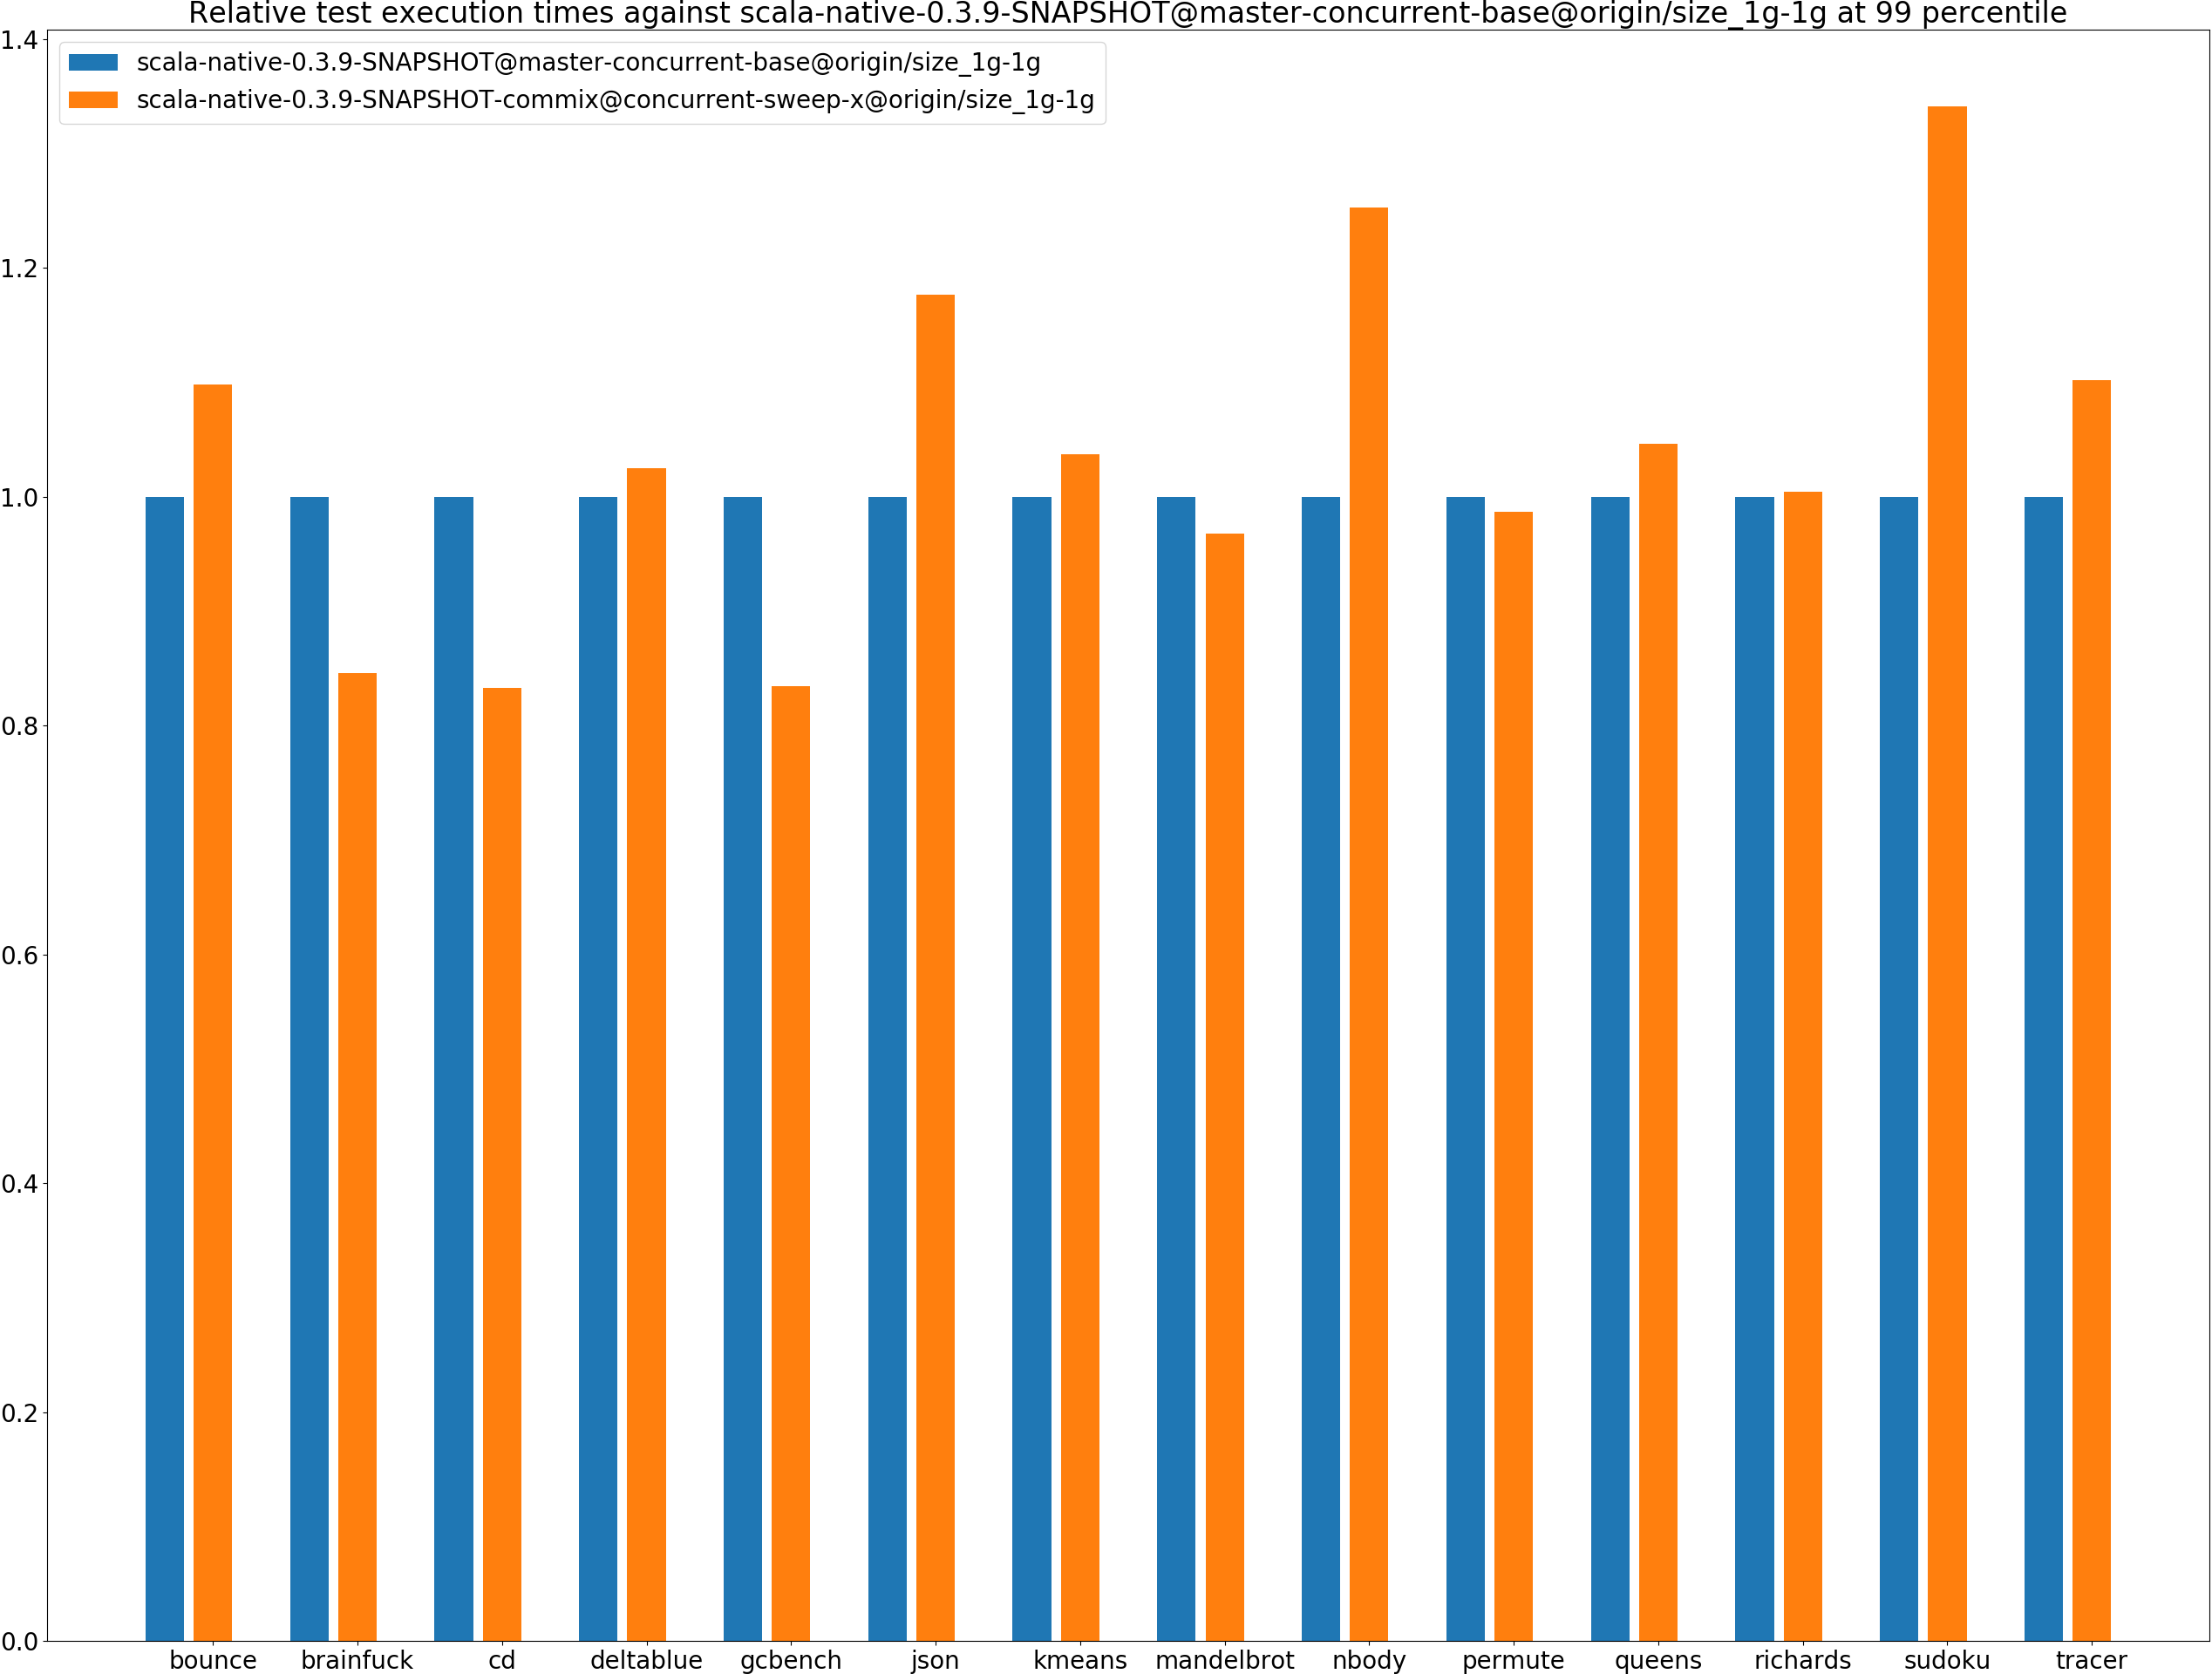 Relative test execution times against scala-native-0.3.9-SNAPSHOT@master-concurrent-base@origin/size_1g-1g at 99 percentile
scala-native-0.3.9-SNAPSHOT@master-concurrent-base@origin/size_1g-1g
scala-native-0.3.9-SNAPSHOT-commix@concurrent-sweep-x@origin/size_1g-1g
1.4
1.2
1.0
0.8
0.6
0.4
0.2
0.0
bounce brainfuck cd deltablue gcbench json kmeans mandelbrot nbody permute queens richards sudoku tracer